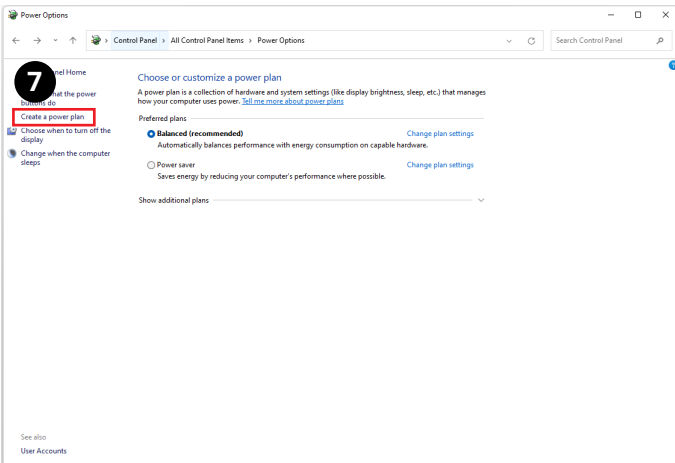 Power Options
Control Panel > All Control Panel Items > Power Options
Search Control Panel
7
nel Home
hat the power
buttons do
Create a power plan
Choose when to turn off the
display
Change when the computer
sleeps
Choose or customize a power plan
A power plan is a collection of hardware and system settings (like display brightness, sleep, etc.) that manages
how your computer uses power. Tell me more about power plans
Preferred plans
Balanced (recommended)
Change plan settings
Automatically balances performance with energy consumption on capable hardware.
Power saver
Change plan settings
Saves energy by reducing your computer's performance where possible.
Show additional plans
See also
User Accounts